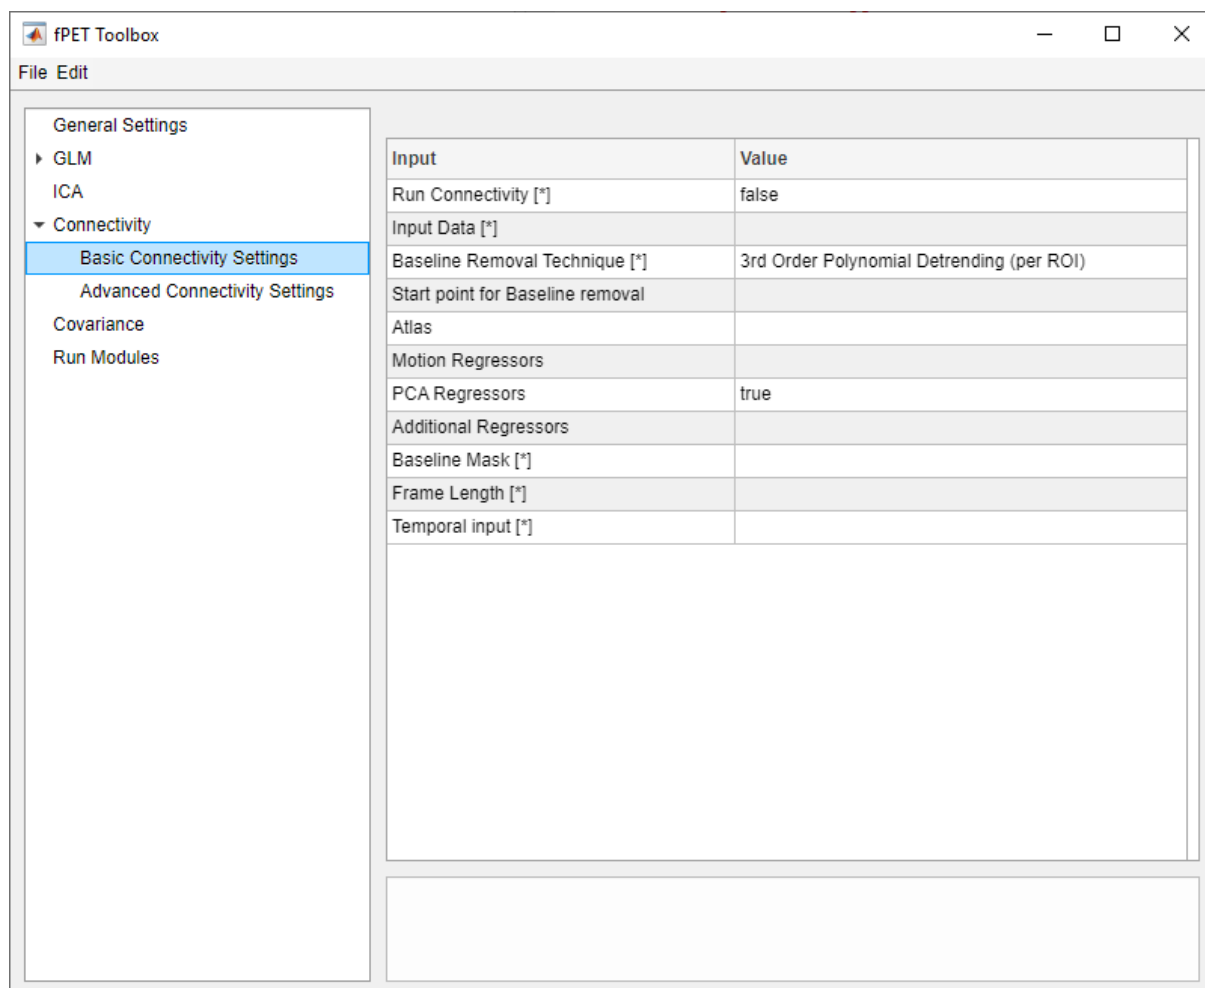 fPET Toolbox
File Edit
General Settings
GLM
ICA
Connectivity
Basic Connectivity Settings
Advanced Connectivity Settings
Covariance
Run Modules
Input Value
Run Connectivity [*] false
Input Data [*]
Baseline Removal Technique [*] 3rd Order Polynomial Detrending (per ROI)
Start point for Baseline removal
Atlas
Motion Regressors
PCA Regressors true
Additional Regressors
Baseline Mask [*]
Frame Length [*]
Temporal input [*]